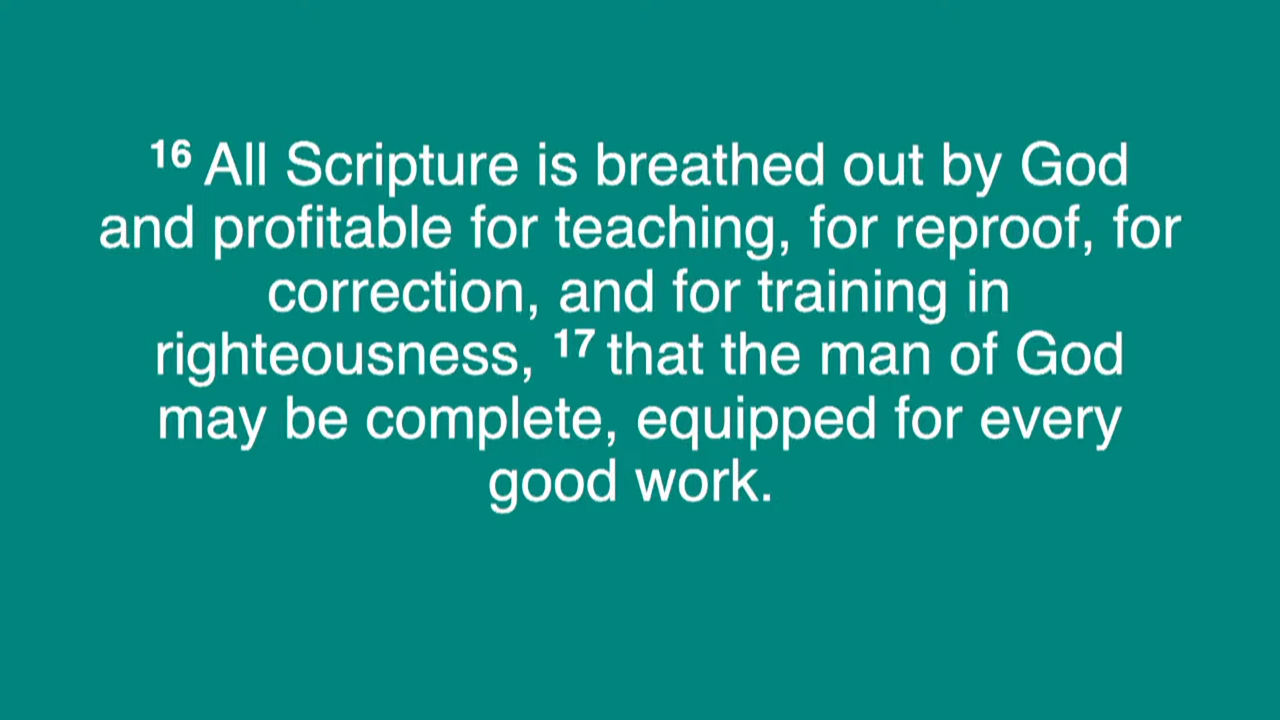 16 All Scripture is breathed out by God
and profitable for teaching, for reproof, for
correction, and for training in
righteousness, 17 that the man of God
may be complete, equipped for every
good work.